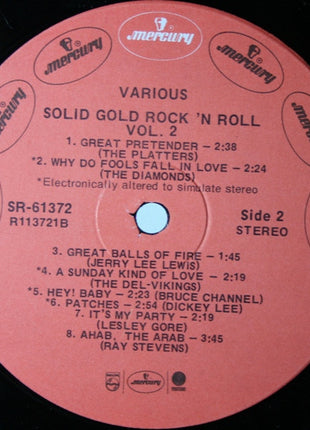 mercury
mercury
mercury
mercury
mercury
VARIOUS
SOLID GOLD ROCK 'N ROLL
VOL. 2
1. GREAT PRETENDER – 2:38
(THE PLATTERS)
*2. WHY DO FOOLS FALL IN LOVE – 2:24
(THE DIAMONDS)
*Electronically altered to simulate stereo
SR-61372
R113721B
Side 2
STEREO
3. GREAT BALLS OF FIRE – 1:45
(JERRY LEE LEWIS)
*4. A SUNDAY KIND OF LOVE – 2:19
(THE DEL-VIKINGS)
*5. HEY! BABY – 2:23 (BRUCE CHANNEL)
*6. PATCHES – 2:54 (DICKEY LEE)
7. IT'S MY PARTY – 2:19
(LESLEY GORE)
8. AHAB, THE ARAB – 3:45
(RAY STEVENS)
mercury